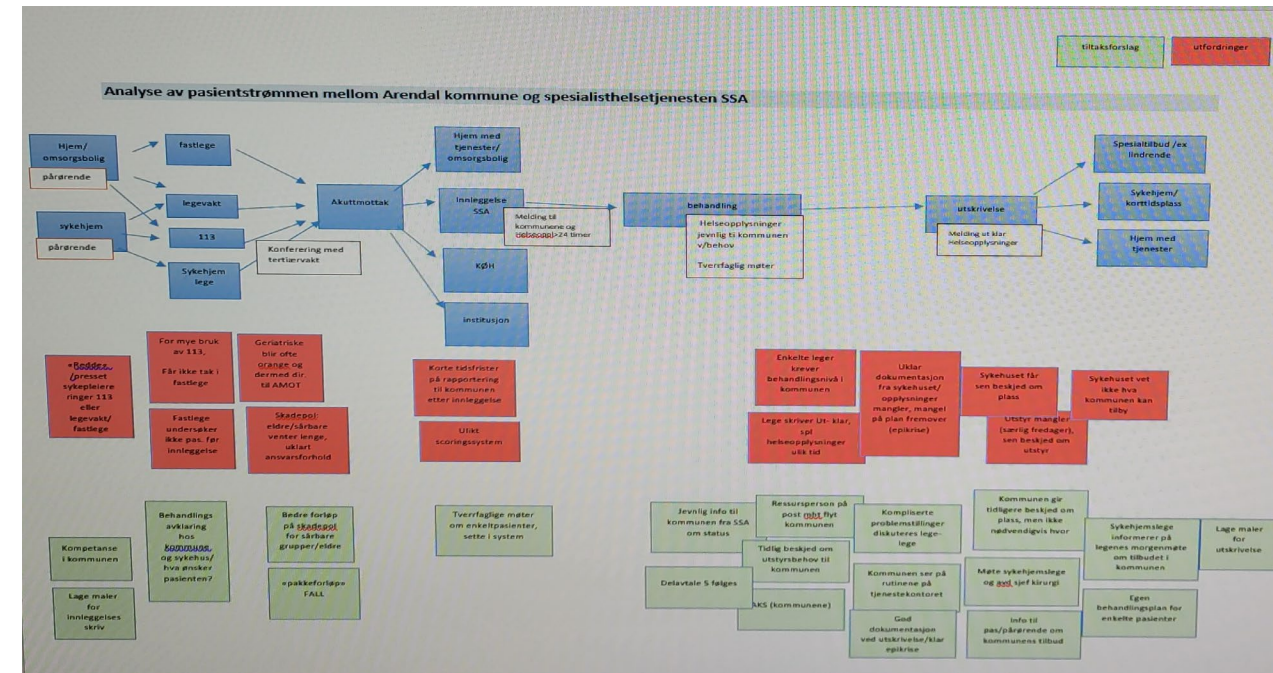 tiltaksforslag
utfordringer
Analyse av pasientstrømmen mellom Arendal kommune og spesialisthelsetjenesten SSA
Hjem/
omsorgsbolig
pårørende
sykehjem
pårørende
fastlege
legevakt
113
Sykehjem
lege
Konferering med
tertiærvakt
Akuttmottak
Hjem med
tjenester/
omsorgsbolig
Innleggelse
SSA
Melding til
kommunene og
Helseoppl>24 timer
KØH
institusjon
behandling
Helseopplysninger
jevnlig ti kommunen
v/behov
Tverrfaglig møter
utskrivelse
Melding ut klar
Helseopplysninger
Spesialtilbud /ex
lindrende
Sykehjem/
korttidsplass
Hjem med
tjenester
«Redde»
/presset
sykepleiere
ringer 113
eller
legevakt/
fastlege
For mye bruk
av 113,
Får ikke tak i
fastlege
Geriatriske
blir ofte
orange og
dermed dir.
til AMOT
Fastlege
undersøker
ikke pas. før
innleggelse
Skadepol:
eldre/sårbare
venter lenge,
uklart
ansvarsforhold
Korte tidsfrister
på rapportering
til kommunen
etter innleggelse
Ulikt
scoringssystem
Enkelte leger
krever
behandlingsnivå i
kommunen
Lege skriver Ut- klar,
spl
helseopplysninger
ulik tid
Uklar
dokumentasjon
fra sykehuset/
opplysninger
mangler, mangel
på plan fremover
(epikrise)
Sykehuset får
sen beskjed om
plass
Utstyr mangler
(særlig fredager),
sen beskjed om
utstyr
Sykehuset vet
ikke hva
kommunen kan
tilby
Kompetanse
i kommunen
Lage maler
for
innleggelses
skriv
Behandlings
avklaring
hos
kommune
og sykehus/
hva ønsker
pasienten?
Bedre forløp
på skadepol
for sårbare
grupper/eldre
«pakkeforløp»
FALL
Tverrfaglige møter
om enkeltpasienter,
sette i system
Jevnlig info til
kommunen fra SSA
om status
Delavtale 5 følges
Ressursperson på
post mht flyt
kommunen
Tidlig beskjed om
utstyrsbehov til
kommunen
AKS (kommunene)
Kompliserte
problemstillinger
diskuteres lege-
lege
Kommunen ser på
rutinene på
tjenestekontoret
God
dokumentasjon
ved utskrivelse/klar
epikrise
Kommunen gir
tidligere beskjed om
plass, men ikke
nødvendigvis hvor
Møte sykehjemslege
og avd sjef kirurgi
Info til
pas/pårørende om
kommunens tilbud
Sykehjemslege
informerer på
legenes morgenmøte
om tilbudet i
kommunen
Egen
behandlingsplan for
enkelte pasienter
Lage maler
for
utskrivelse